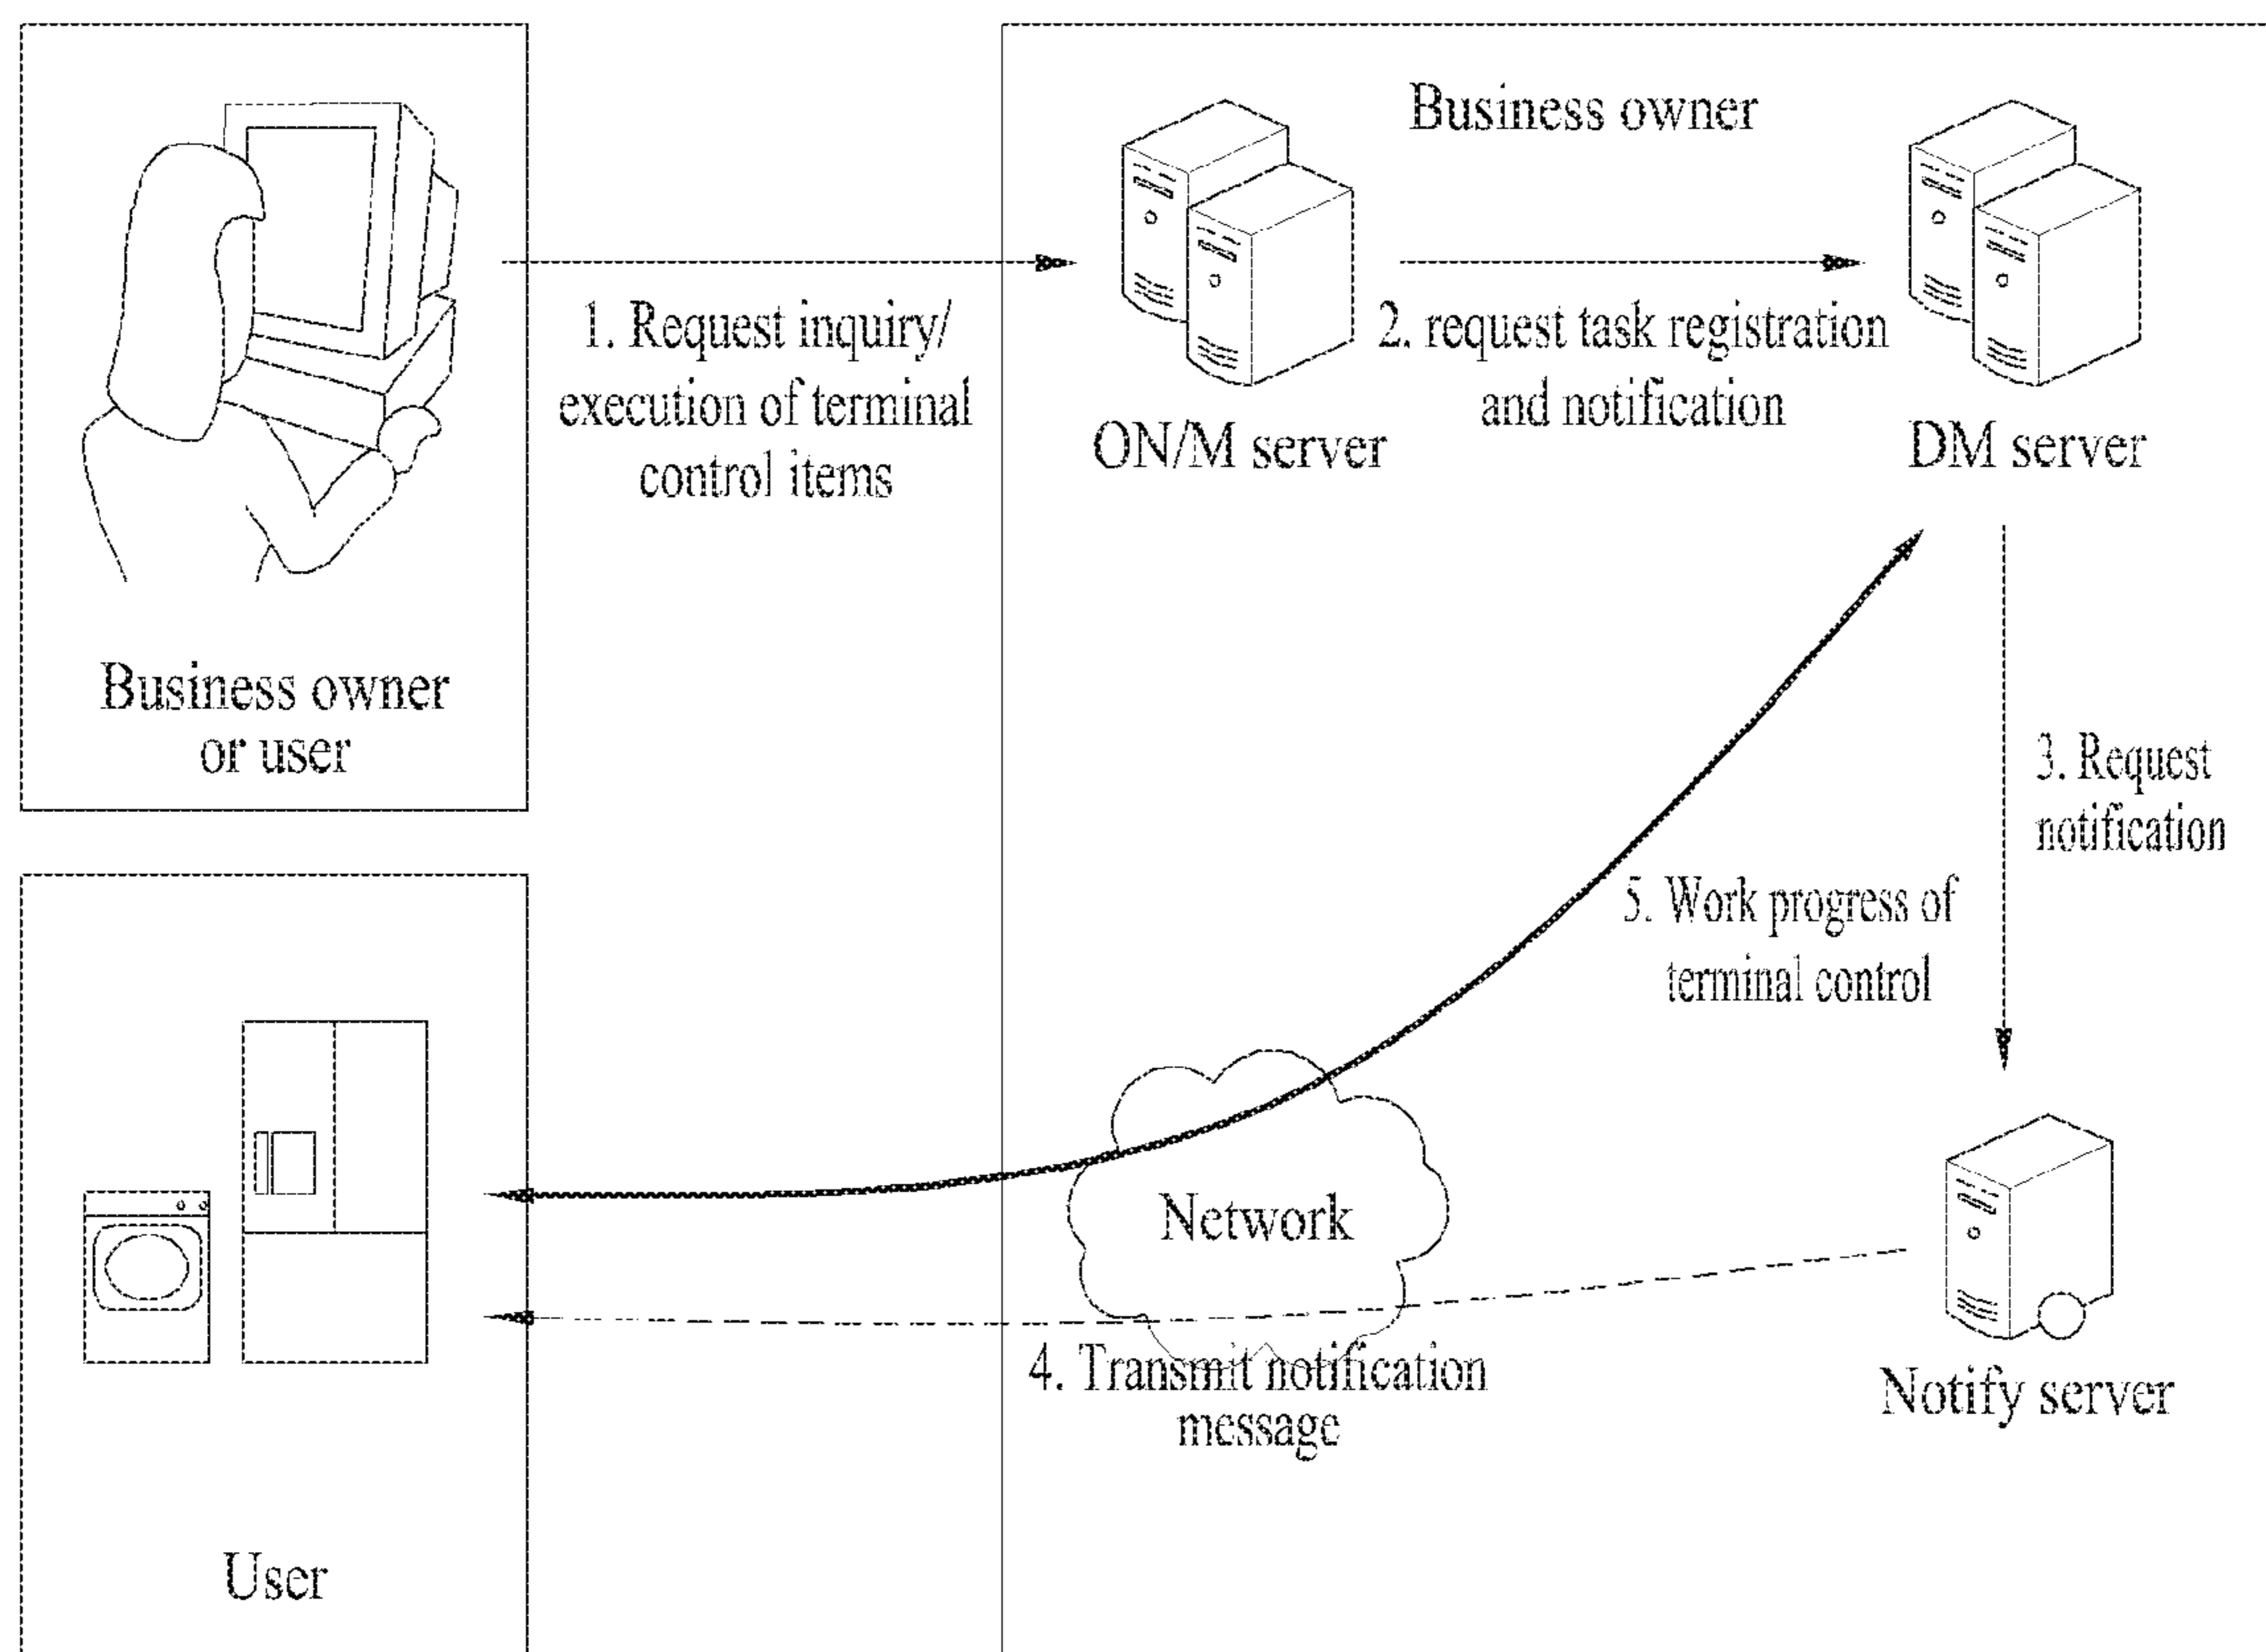 Business owner
1. Request inquiry/
execution of terminal
control items
ON/M server
2. request task registration
and notification
DM server
Business owner
or user
3. Request
notification
5. Work progress of
terminal control
Network
4. Transmit notification
message
Notify server
User